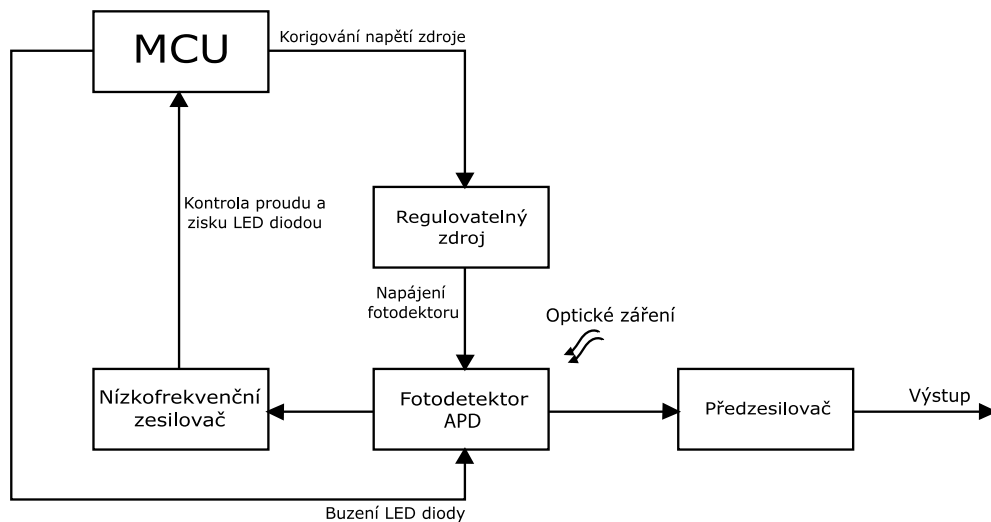 MCU
Korigování napětí zdroje
Kontrola proudu a
zisku LED diodou
Regulovatelný
zdroj
Napájení
fotodektoru
Optické záření
Nízkofrekvenční
zesilovač
Fotodetektor
APD
Předzesilovač
Výstup
Buzení LED diody